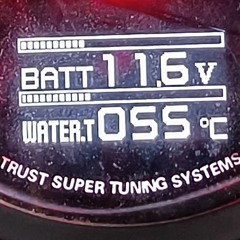 BATT 11.6 V
WATER.T 055 °C
TRUST SUPER TUNING SYSTEMS